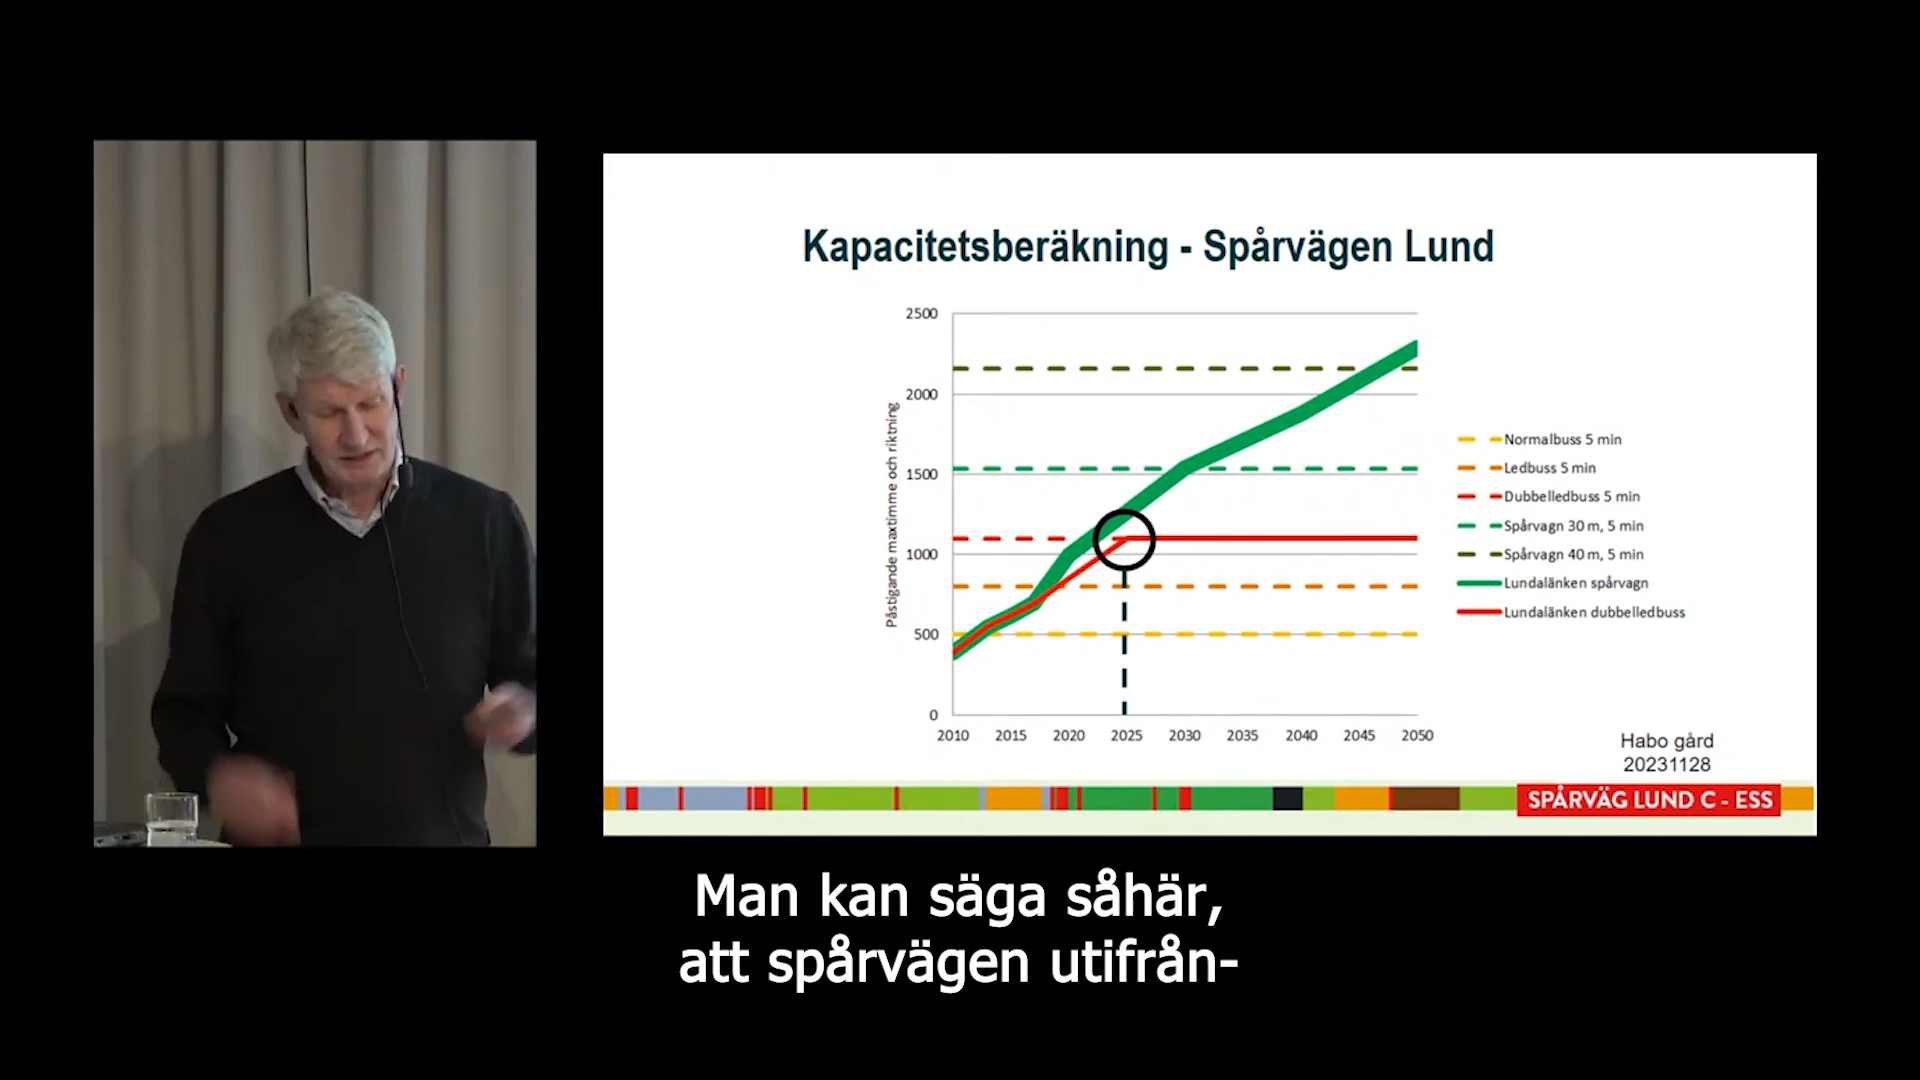 Kapacitetsberäkning - Spårvägen Lund
Påstigande maxtimme och riktning
2500
2000
1500
1000
500
0
2010 2015 2020 2025 2030 2035 2040 2045 2050
Normalbuss 5 min
Ledbuss 5 min
Dubbelledbuss 5 min
Spårvagn 30 m, 5 min
Spårvagn 40 m, 5 min
Lundalänken spårvagn
Lundalänken dubbelledbuss
Habo gård
20231128
SPÅRVÄG LUND C - ESS
Man kan säga såhär,
att spårvägen utifrån-